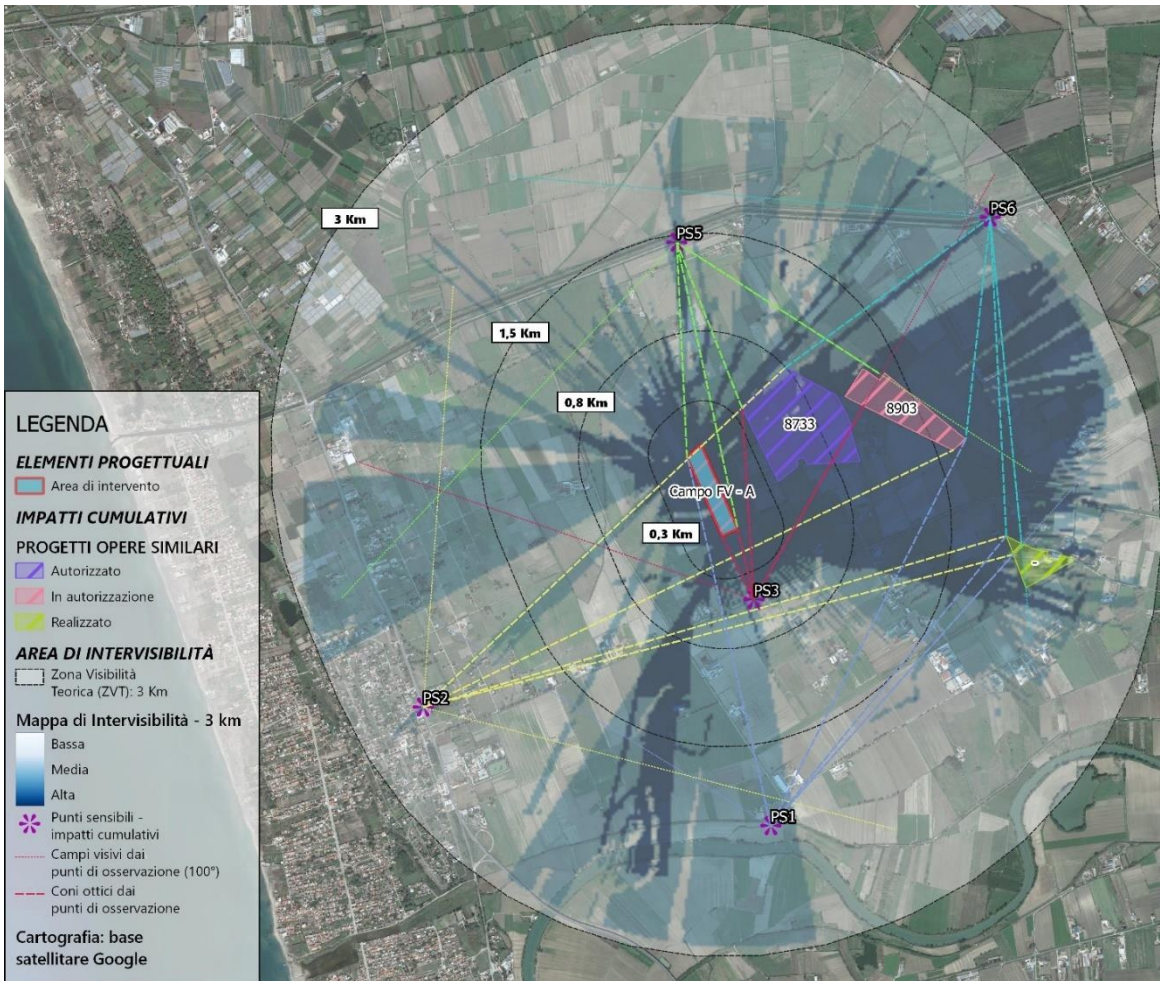 3 Km
PS6
PS5
1,5 Km
0,8 Km
8903
8733
Campo FV - A
0,3 Km
PS3
PS2
PS1
LEGENDA
ELEMENTI PROGETTUALI
Area di intervento
IMPATTI CUMULATIVI
PROGETTI OPERE SIMILARI
Autorizzato
In autorizzazione
Realizzato
AREA DI INTERVISIBILITÀ
Zona Visibilità
Teorica (ZVT): 3 Km
Mappa di Intervisibilità - 3 km
Bassa
Media
Alta
Punti sensibili -
impatti cumulativi
Campi visivi dai
punti di osservazione (100°)
Coni ottici dai
punti di osservazione
Cartografia: base
satellitare Google